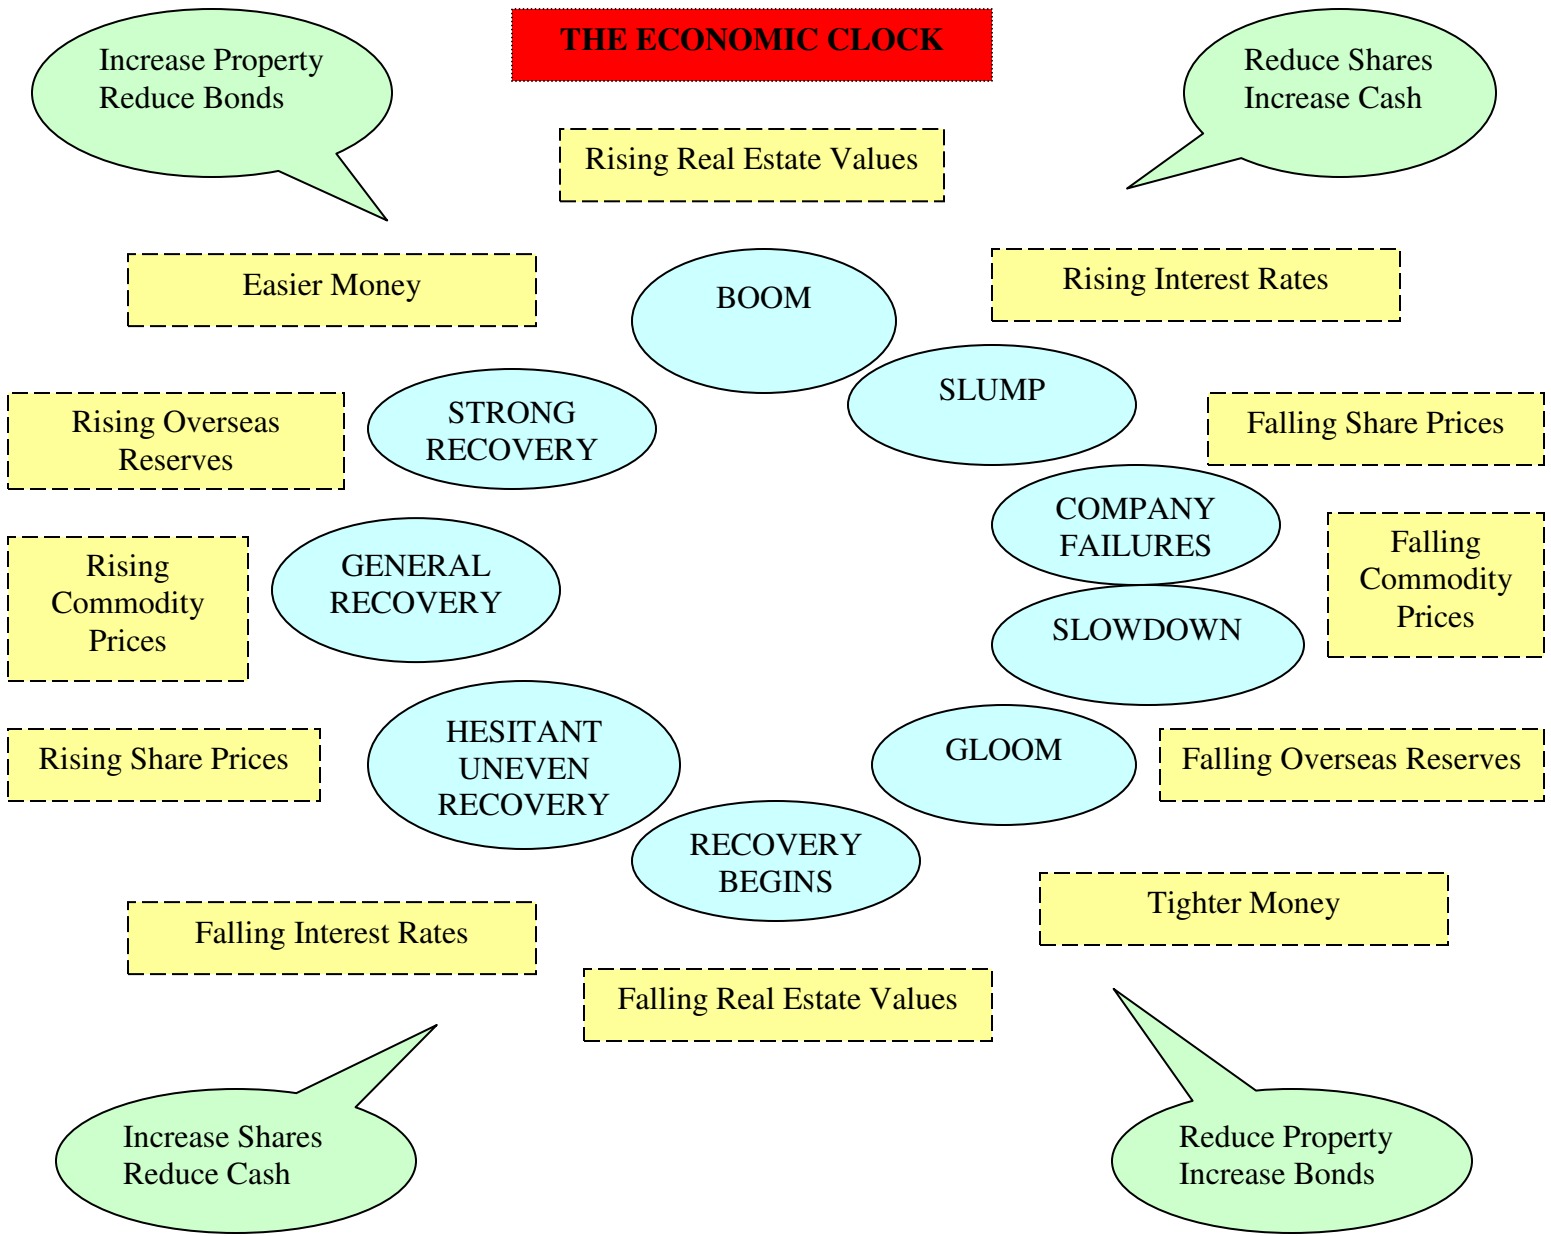 THE ECONOMIC CLOCK
Increase Property
Reduce Bonds
Reduce Shares
Increase Cash
Rising Real Estate Values
Easier Money
BOOM
Rising Interest Rates
STRONG
RECOVERY
SLUMP
Rising Overseas
Reserves
Falling Share Prices
COMPANY
FAILURES
GENERAL
RECOVERY
Rising
Commodity
Prices
Falling
Commodity
Prices
SLOWDOWN
HESITANT
UNEVEN
RECOVERY
GLOOM
Rising Share Prices
Falling Overseas Reserves
RECOVERY
BEGINS
Tighter Money
Falling Interest Rates
Falling Real Estate Values
Increase Shares
Reduce Cash
Reduce Property
Increase Bonds